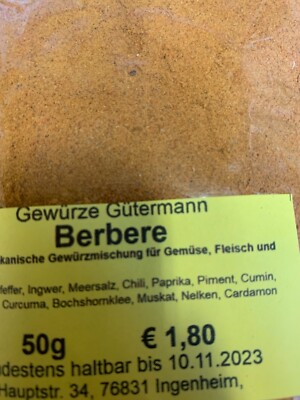 Gewürze Gütermann
Berbere
kanische Gewürzmischung für Gemüse, Fleisch und
feffer, Ingwer, Meersalz, Chili, Paprika, Piment, Cumin,
Curcuma, Bochshornklee, Muskat, Nelken, Cardamon
50g € 1,80
destens haltbar bis 10.11.2023
Hauptstr. 34, 76831 Ingenheim,